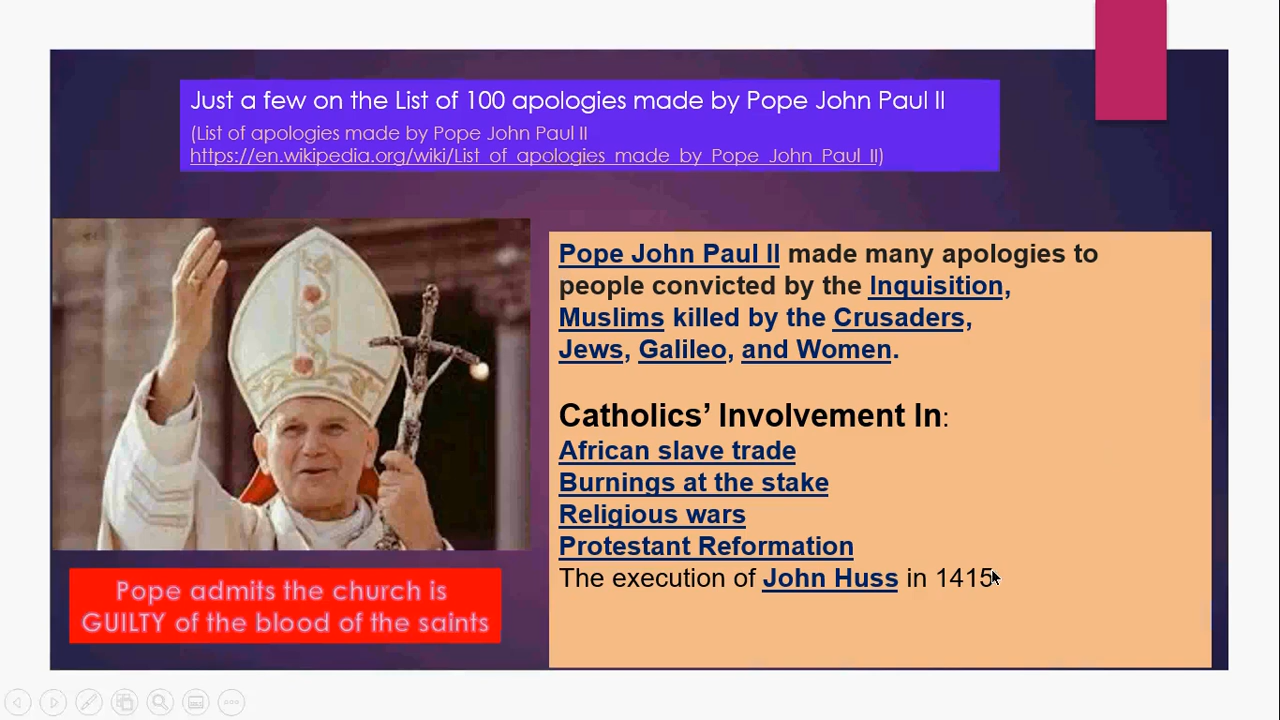 Just a few on the List of 100 apologies made by Pope John Paul II
(List of apologies made by Pope John Paul II
https://en.wikipedia.org/wiki/List_of_apologies_made_by_Pope_John_Paul_II)
Pope John Paul II made many apologies to
people convicted by the Inquisition,
Muslims killed by the Crusaders,
Jews, Galileo, and Women.
Catholics’ Involvement In:
African slave trade
Burnings at the stake
Religious wars
Protestant Reformation
The execution of John Huss in 1415
Pope admits the church is
GUILTY of the blood of the saints